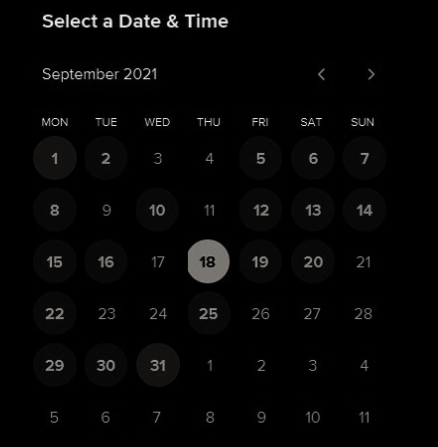 Select a Date & Time
September 2021
MON TUE WED THU FRI SAT SUN
1 2 3 4 5 6 7
8 9 10 11 12 13 14
15 16 17 18 19 20 21
22 23 24 25 26 27 28
29 30 31 1 2 3 4
5 6 7 8 9 10 11